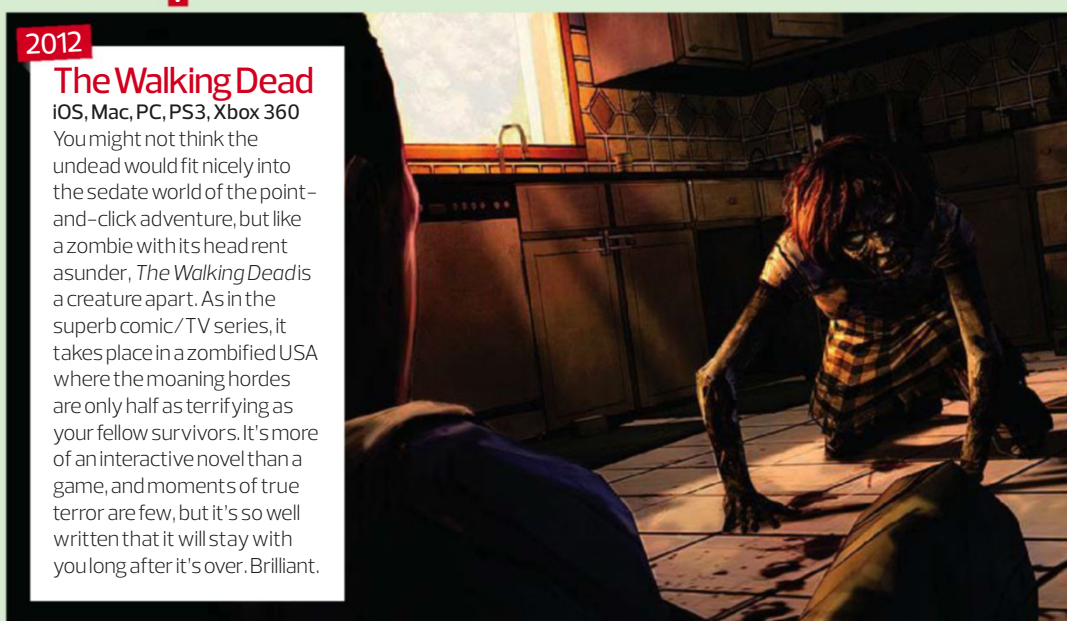 2012
The Walking Dead
iOS, Mac, PC, PS3, Xbox 360
You might not think the
undead would fit nicely into
the sedate world of the point-
and-click adventure, but like
a zombie with its head rent
asunder, The Walking Dead is
a creature apart. As in the
superb comic/TV series, it
takes place in a zombified USA
where the moaning hordes
are only half as terrifying as
your fellow survivors. It's more
of an interactive novel than a
game, and moments of true
terror are few, but it's so well
written that it will stay with
you long after it's over. Brilliant.